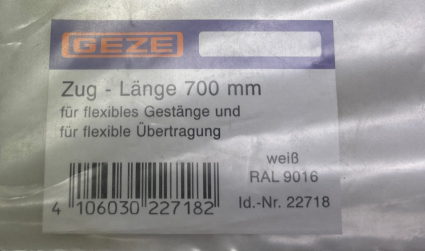 GEZE
Zug - Länge 700 mm
für flexibles Gestänge und
für flexible Übertragung
weiß
RAL 9016
4 106030 227182
Id.-Nr. 22718